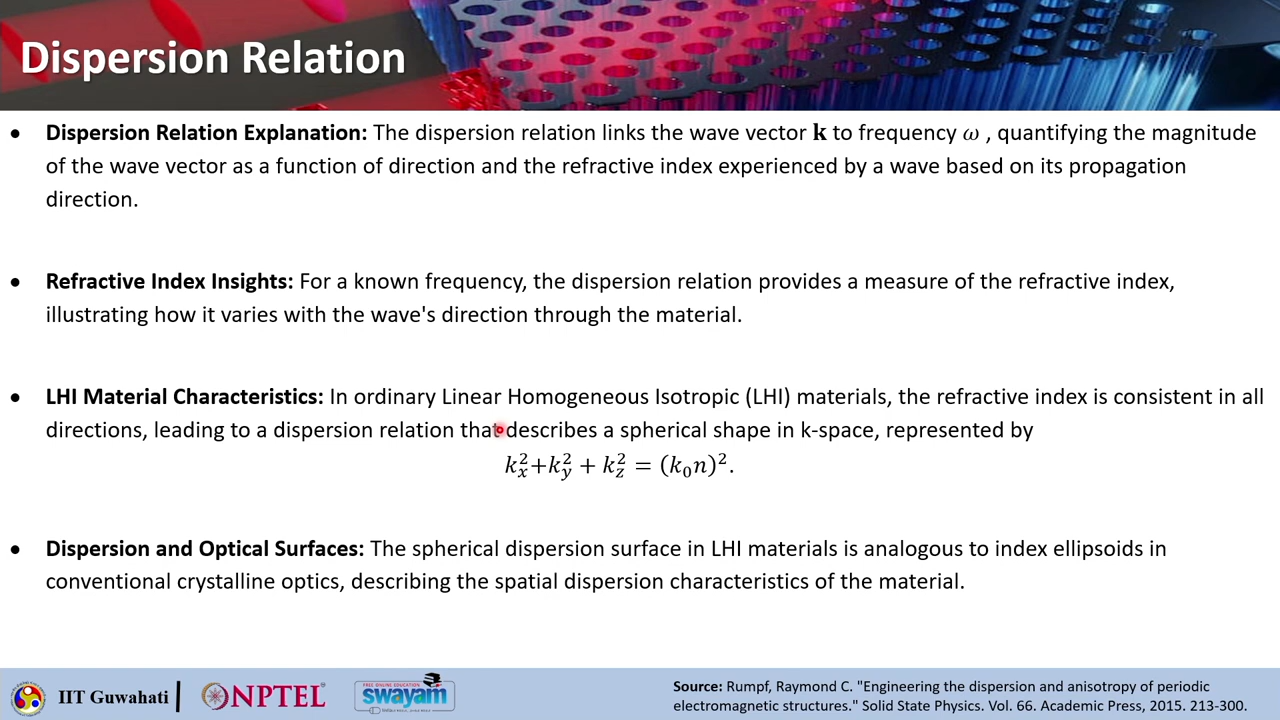 Dispersion Relation
• Dispersion Relation Explanation: The dispersion relation links the wave vector k to frequency ω , quantifying the magnitude
of the wave vector as a function of direction and the refractive index experienced by a wave based on its propagation
direction.
• Refractive Index Insights: For a known frequency, the dispersion relation provides a measure of the refractive index,
illustrating how it varies with the wave's direction through the material.
• LHI Material Characteristics: In ordinary Linear Homogeneous Isotropic (LHI) materials, the refractive index is consistent in all
directions, leading to a dispersion relation that describes a spherical shape in k-space, represented by
𝑘ₓ²+𝑘ᵧ² + 𝑘_z² = (𝑘₀𝑛)².
• Dispersion and Optical Surfaces: The spherical dispersion surface in LHI materials is analogous to index ellipsoids in
conventional crystalline optics, describing the spatial dispersion characteristics of the material.
IIT Guwahati
NPTEL
FREE ONLINE EDUCATION
swayam
Source: Rumpf, Raymond C. "Engineering the dispersion and anisotropy of periodic
electromagnetic structures." Solid State Physics. Vol. 66. Academic Press, 2015. 213-300.